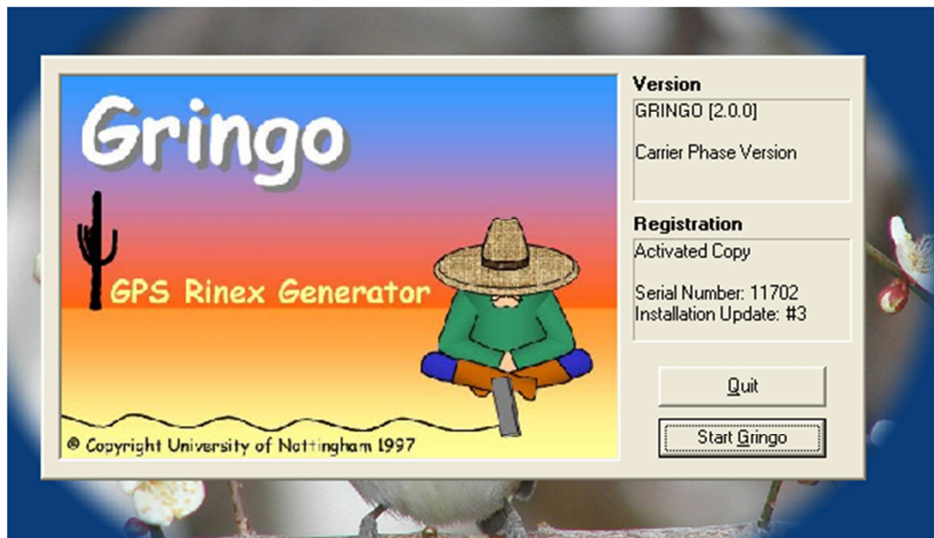 Gringo
GPS Rinex Generator
© Copyright University of Nottingham 1997
Version
GRINGO [2.0.0]
Carrier Phase Version
Registration
Activated Copy
Serial Number: 11702
Installation Update: #3
Quit
Start Gringo